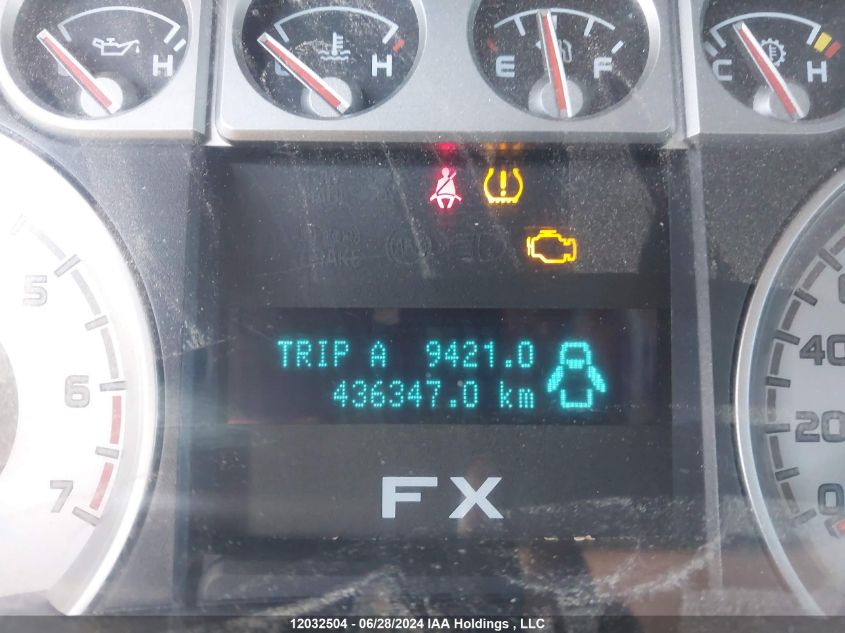 L H
L H
E F
C H
5
6
7
TRIP A 9421.0
436347.0 km
FX
40
20
0
12032504 - 06/28/2024 IAA Holdings , LLC